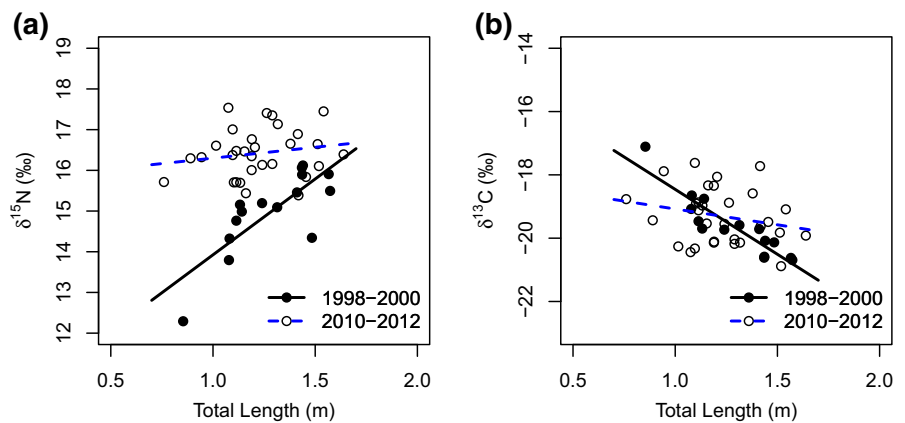 (a)
19
18
17
16
15
14
13
12
δ15N (‰)
0.5 1.0 1.5 2.0
Total Length (m)
1998−2000
2010−2012
(b)
−14
−16
−18
−20
−22
δ13C (‰)
0.5 1.0 1.5 2.0
Total Length (m)
1998−2000
2010−2012